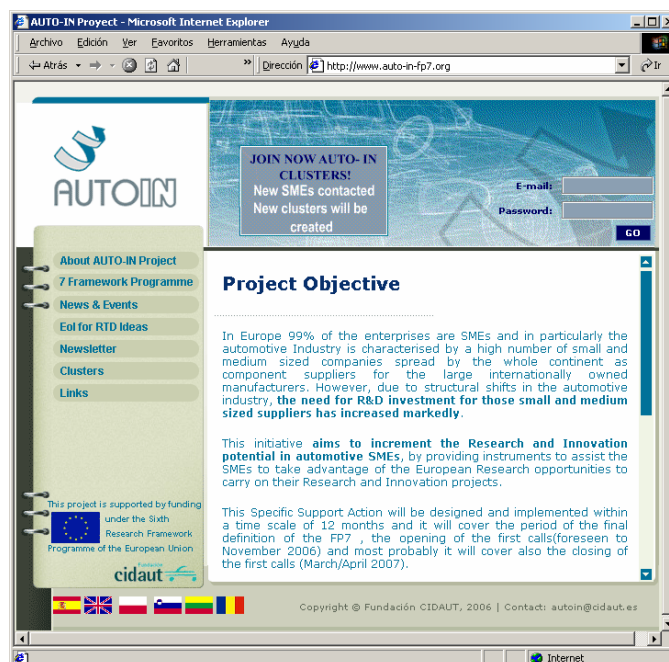 AUTO-IN Proyect - Microsoft Internet Explorer
Archivo Edición Ver Favoritos Herramientas Ayuda
Atrás » Dirección http://www.auto-in-fp7.org Ir
AUTOIN
JOIN NOW AUTO- IN
CLUSTERS!
New SMEs contacted
New clusters will be
created
E-mail:
Password:
GO
About AUTO-IN Project
7 Framework Programme
News & Events
EoI for RTD Ideas
Newsletter
Clusters
Links
This project is supported by funding
under the Sixth
Research Framework
Programme of the European Union
Fundación
cidaut
Project Objective
In Europe 99% of the enterprises are SMEs and in particularly the
automotive Industry is characterised by a high number of small and
medium sized companies spread by the whole continent as
component suppliers for the large internationally owned
manufacturers. However, due to structural shifts in the automotive
industry, the need for R&D investment for those small and medium
sized suppliers has increased markedly.
This initiative aims to increment the Research and Innovation
potential in automotive SMEs, by providing instruments to assist the
SMEs to take advantage of the European Research opportunities to
carry on their Research and Innovation projects.
This Specific Support Action will be designed and implemented within
a time scale of 12 months and it will cover the period of the final
definition of the FP7 , the opening of the first calls(foreseen to
November 2006) and most probably it will cover also the closing of
the first calls (March/April 2007).
Copyright © Fundación CIDAUT, 2006 | Contact: autoin@cidaut.es
Internet